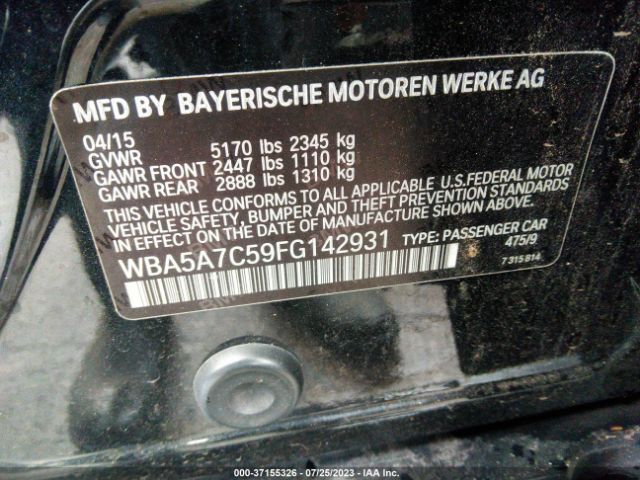 MFD BY BAYERISCHE MOTOREN WERKE AG
04/15
GVWR 5170 lbs 2345 kg
GAWR FRONT 2447 lbs 1110 kg
GAWR REAR 2888 lbs 1310 kg
THIS VEHICLE CONFORMS TO ALL APPLICABLE U.S.FEDERAL MOTOR
VEHICLE SAFETY, BUMPER AND THEFT PREVENTION STANDARDS
IN EFFECT ON THE DATE OF MANUFACTURE SHOWN ABOVE.
WBA5A7C59FG142931 TYPE: PASSENGER CAR
475/9
7 315 814
000-37155326 / 07/25/2023 - IAA Inc.